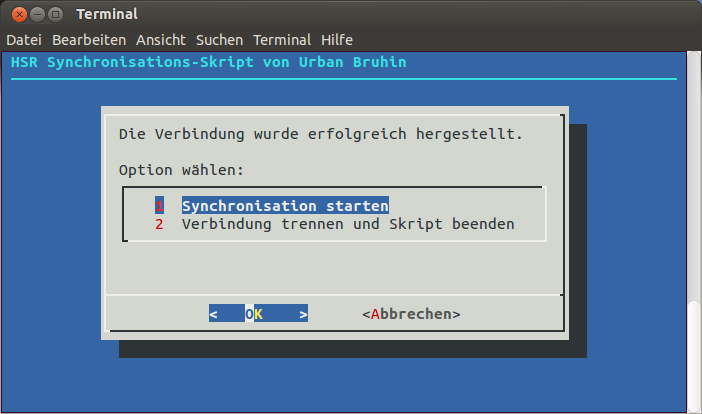 Terminal
Datei Bearbeiten Ansicht Suchen Terminal Hilfe
HSR Synchronisations-Skript von Urban Bruhin
Die Verbindung wurde erfolgreich hergestellt.
Option wählen:
1 Synchronisation starten
2 Verbindung trennen und Skript beenden
< OK > <Abbrechen>